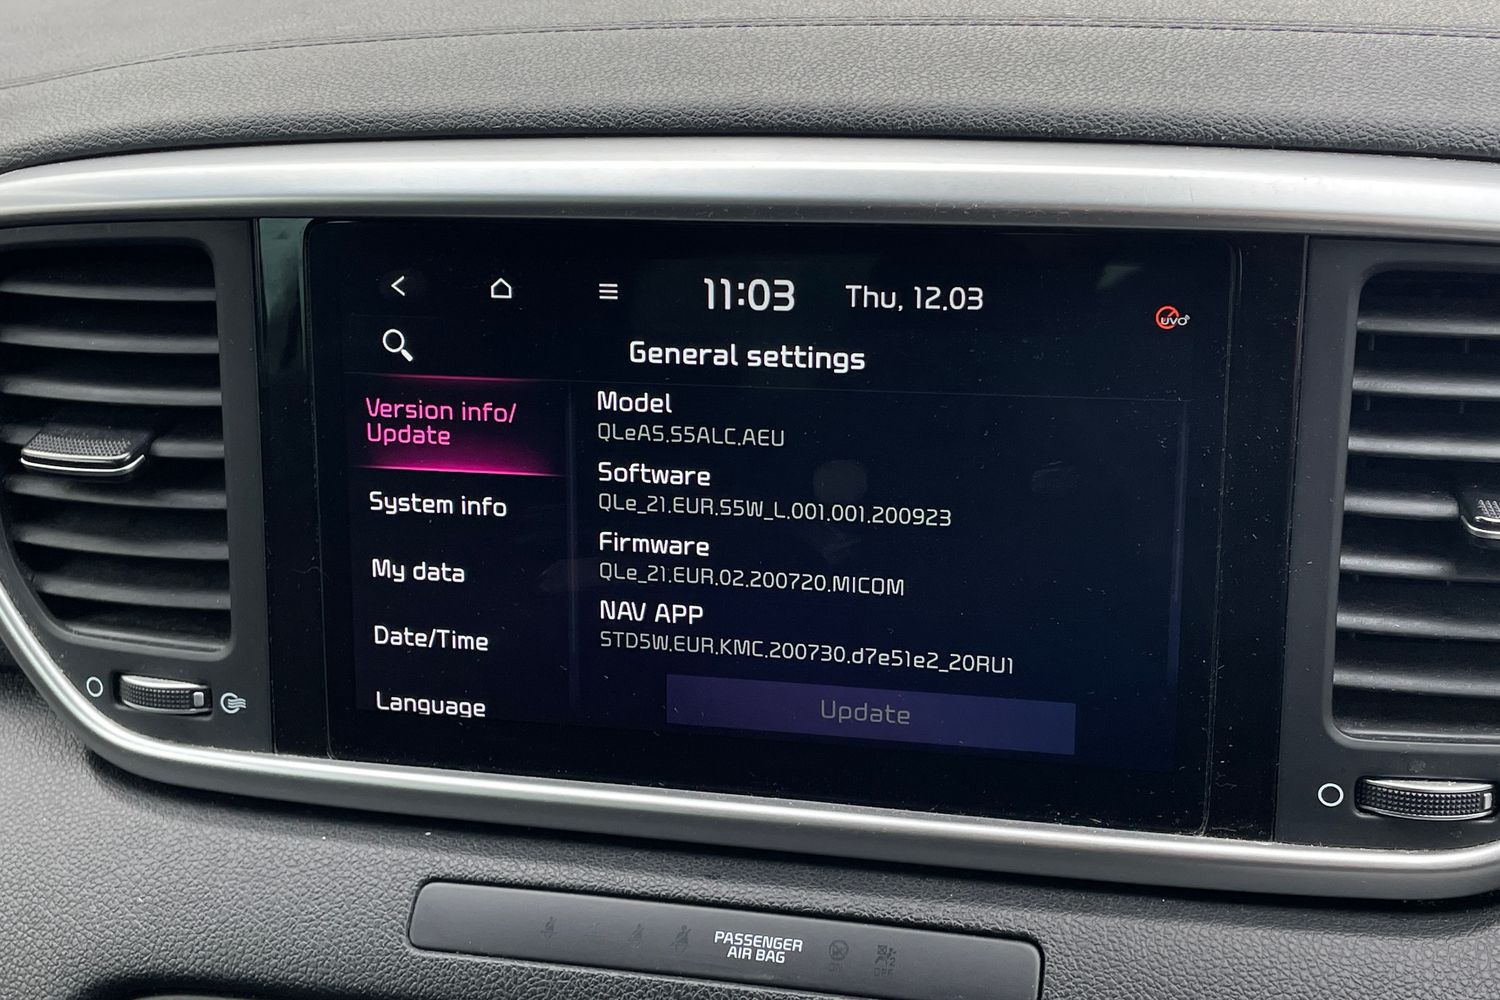 11:03 Thu, 12.03
UVO
General settings
Version info/
Update
System info
My data
Date/Time
Language
Model
QLeA5.S5ALC.AEU
Software
QLe_21.EUR.S5W_L.001.001.200923
Firmware
QLe_21.EUR.02.200720.MICOM
NAV APP
STD5W.EUR.KMC.200730.d7e51e2_20RU1
Update
PASSENGER
AIR BAG